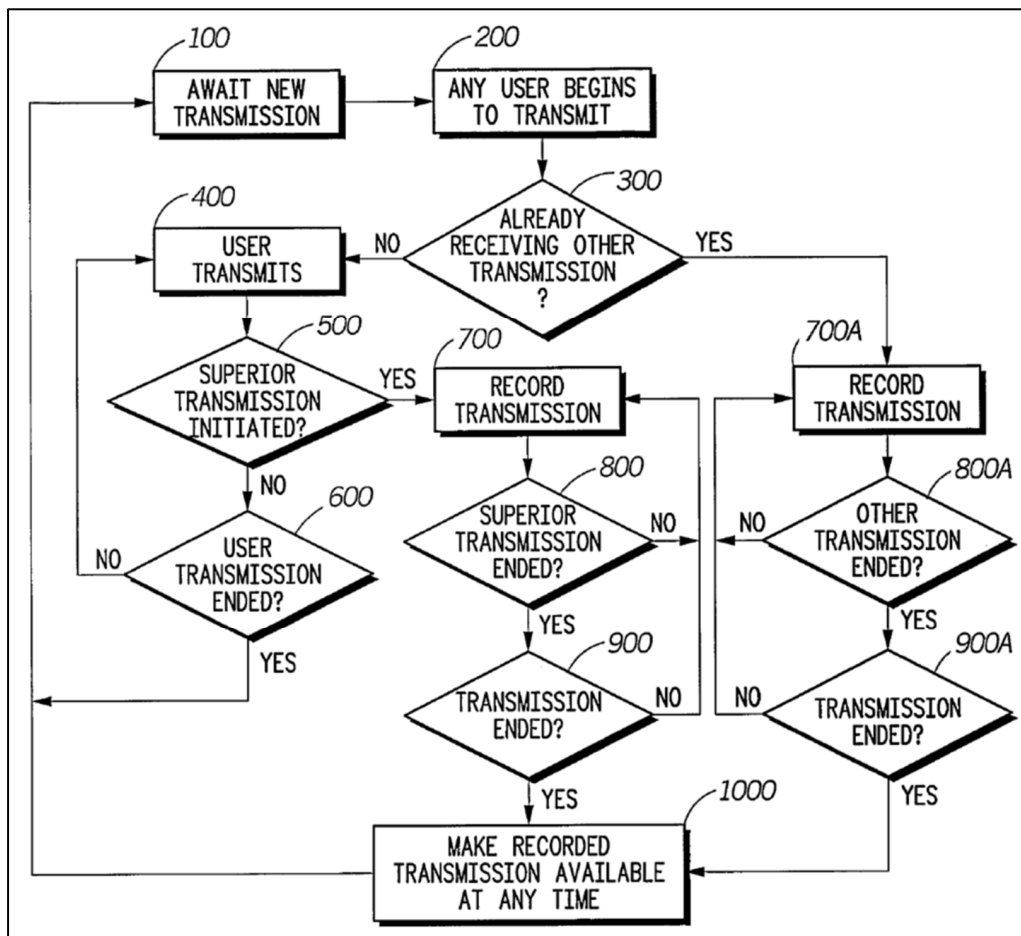 100
AWAIT NEW
TRANSMISSION
200
ANY USER BEGINS
TO TRANSMIT
300
ALREADY
RECEIVING OTHER
TRANSMISSION
?
NO
YES
400
USER
TRANSMITS
500
SUPERIOR
TRANSMISSION
INITIATED?
YES
NO
600
USER
TRANSMISSION
ENDED?
NO
YES
700
RECORD
TRANSMISSION
800
SUPERIOR
TRANSMISSION
ENDED?
NO
YES
900
TRANSMISSION
ENDED?
NO
YES
700A
RECORD
TRANSMISSION
800A
OTHER
TRANSMISSION
ENDED?
NO
YES
900A
TRANSMISSION
ENDED?
NO
YES
1000
MAKE RECORDED
TRANSMISSION AVAILABLE
AT ANY TIME